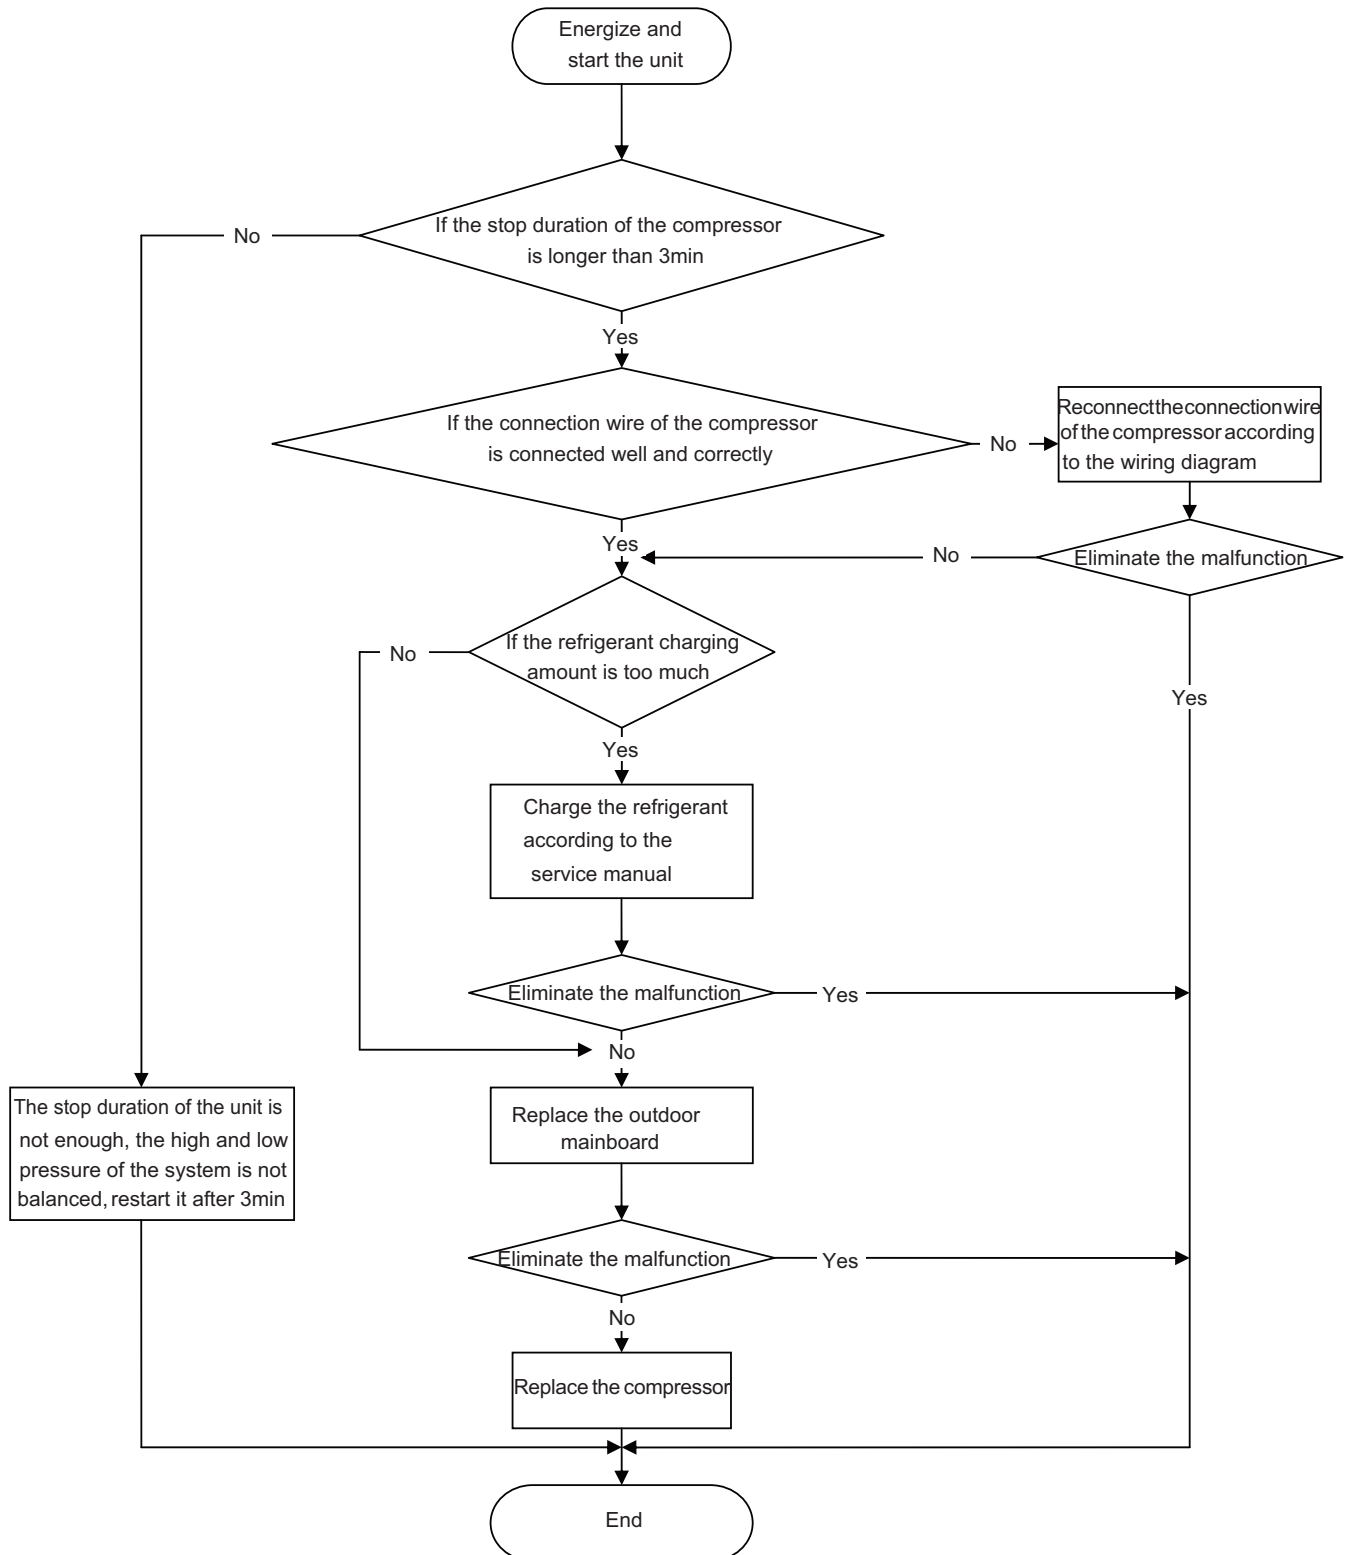 Energize and
start the unit
If the stop duration of the compressor
is longer than 3min
No
Yes
If the connection wire of the compressor
is connected well and correctly
No
Reconnect the connection wire
of the compressor according
to the wiring diagram
Yes
No
Eliminate the malfunction
If the refrigerant charging
amount is too much
No
Yes
Yes
Charge the refrigerant
according to the
service manual
Eliminate the malfunction
Yes
No
The stop duration of the unit is
not enough, the high and low
pressure of the system is not
balanced, restart it after 3min
Replace the outdoor
mainboard
Eliminate the malfunction
Yes
No
Replace the compressor
End